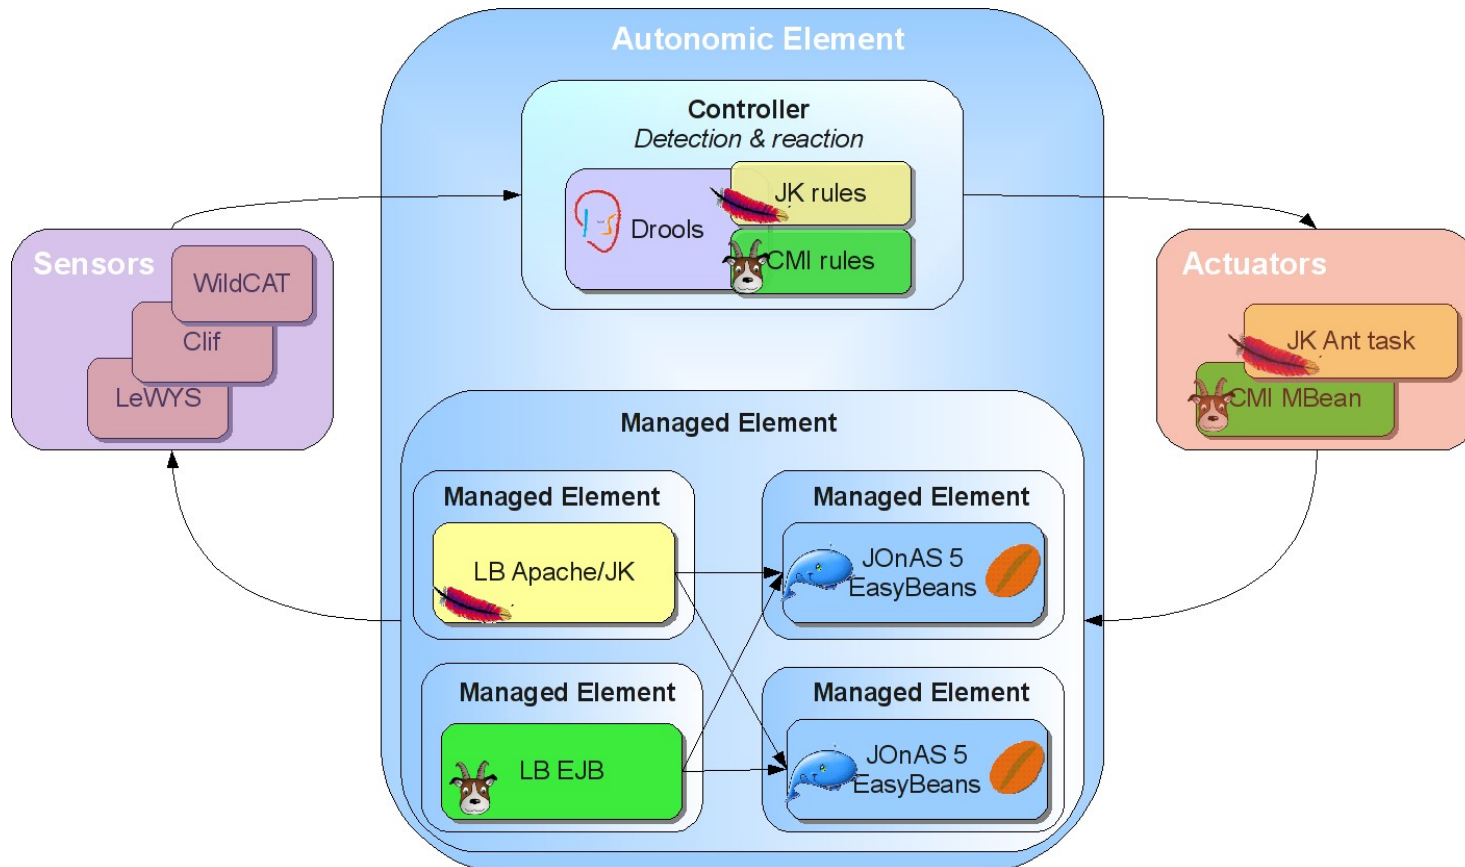 Autonomic Element
Controller
Detection & reaction
JK rules
Drools
CMI rules
Sensors
WildCAT
Clif
LeWYS
Actuators
JK Ant task
CMI MBean
Managed Element
Managed Element
LB Apache/JK
Managed Element
JOnAS 5
EasyBeans
Managed Element
LB EJB
Managed Element
JOnAS 5
EasyBeans